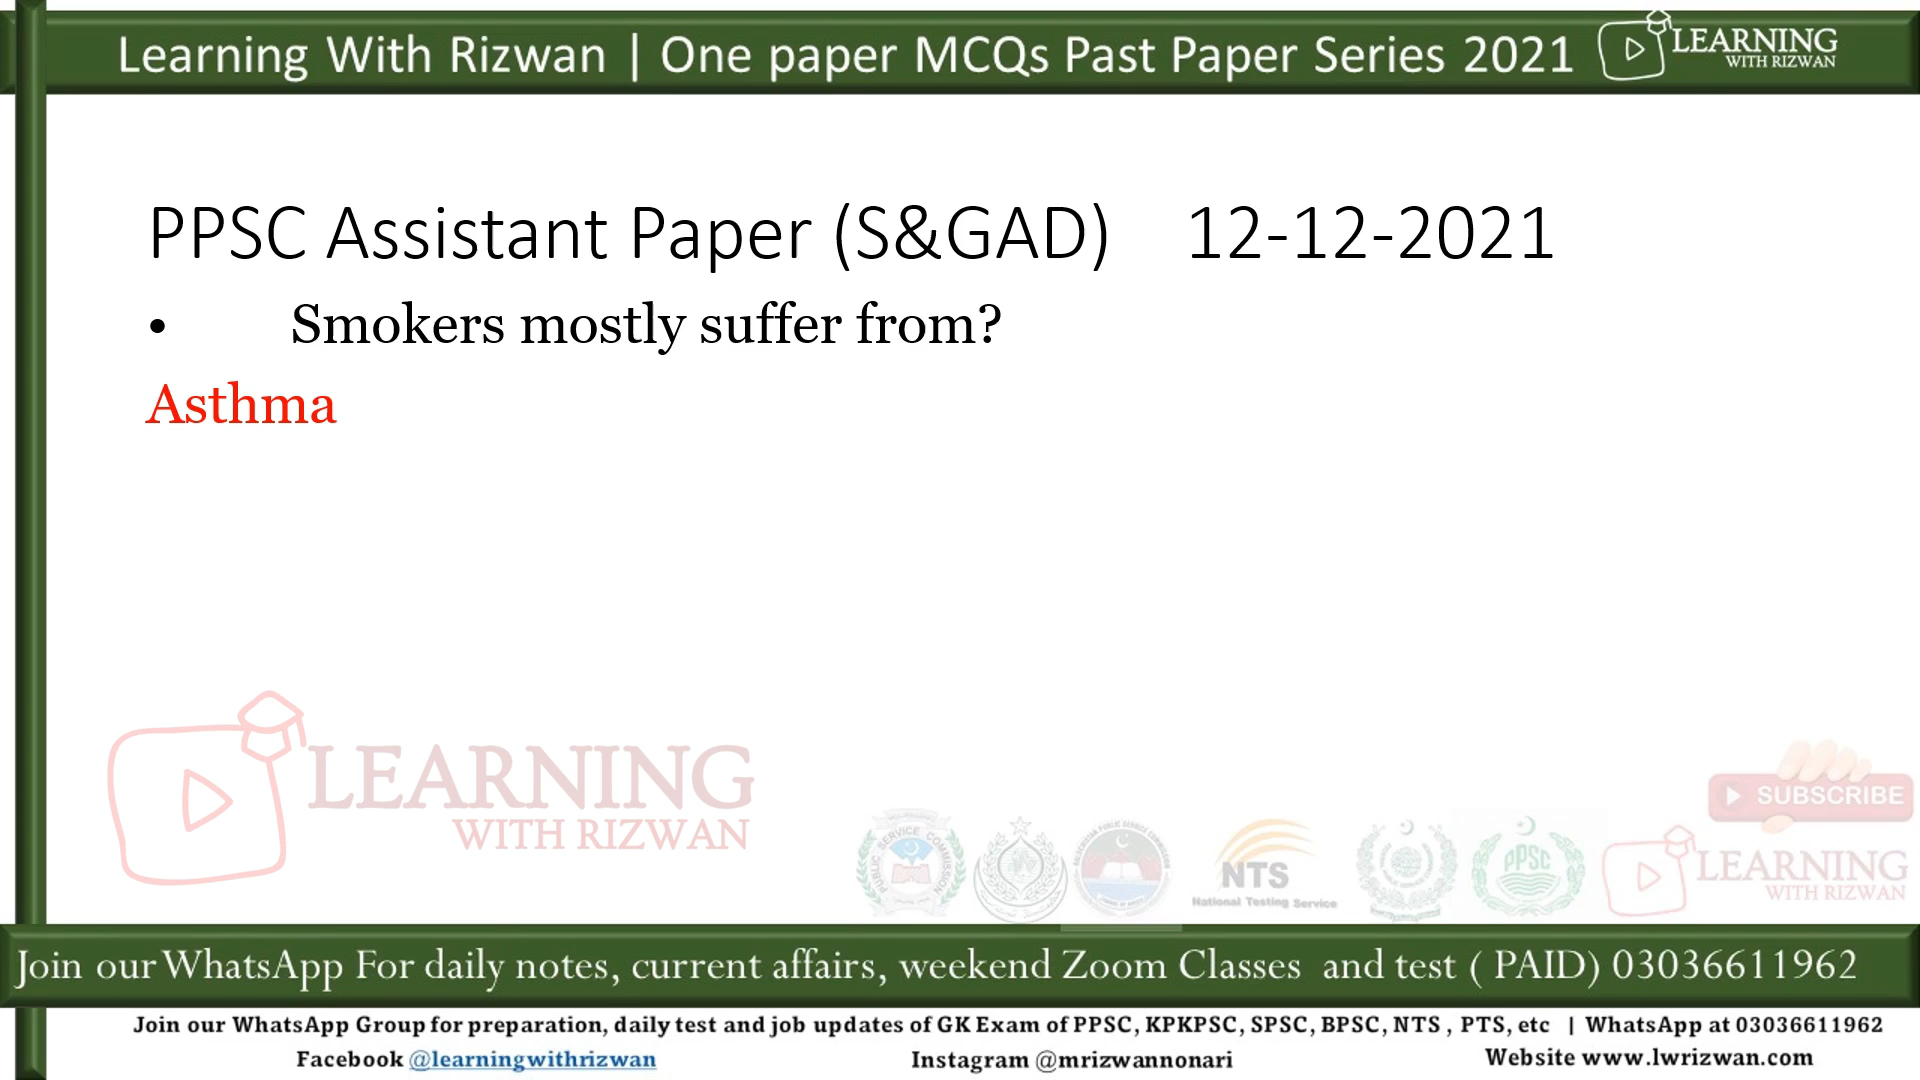 Learning With Rizwan | One paper MCQs Past Paper Series 2021
LEARNING
WITH RIZWAN
PPSC Assistant Paper (S&GAD) 12-12-2021
• Smokers mostly suffer from?
Asthma
LEARNING
WITH RIZWAN
SUBSCRIBE
NTS
National Testing Service
PPSC
LEARNING
WITH RIZWAN
Join our WhatsApp For daily notes, current affairs, weekend Zoom Classes and test ( PAID) 03036611962
Join our WhatsApp Group for preparation, daily test and job updates of GK Exam of PPSC, KPKPSC, SPSC, BPSC, NTS , PTS, etc | WhatsApp at 03036611962
Facebook @learningwithrizwan Instagram @mrizwannonari Website www.lwrizwan.com